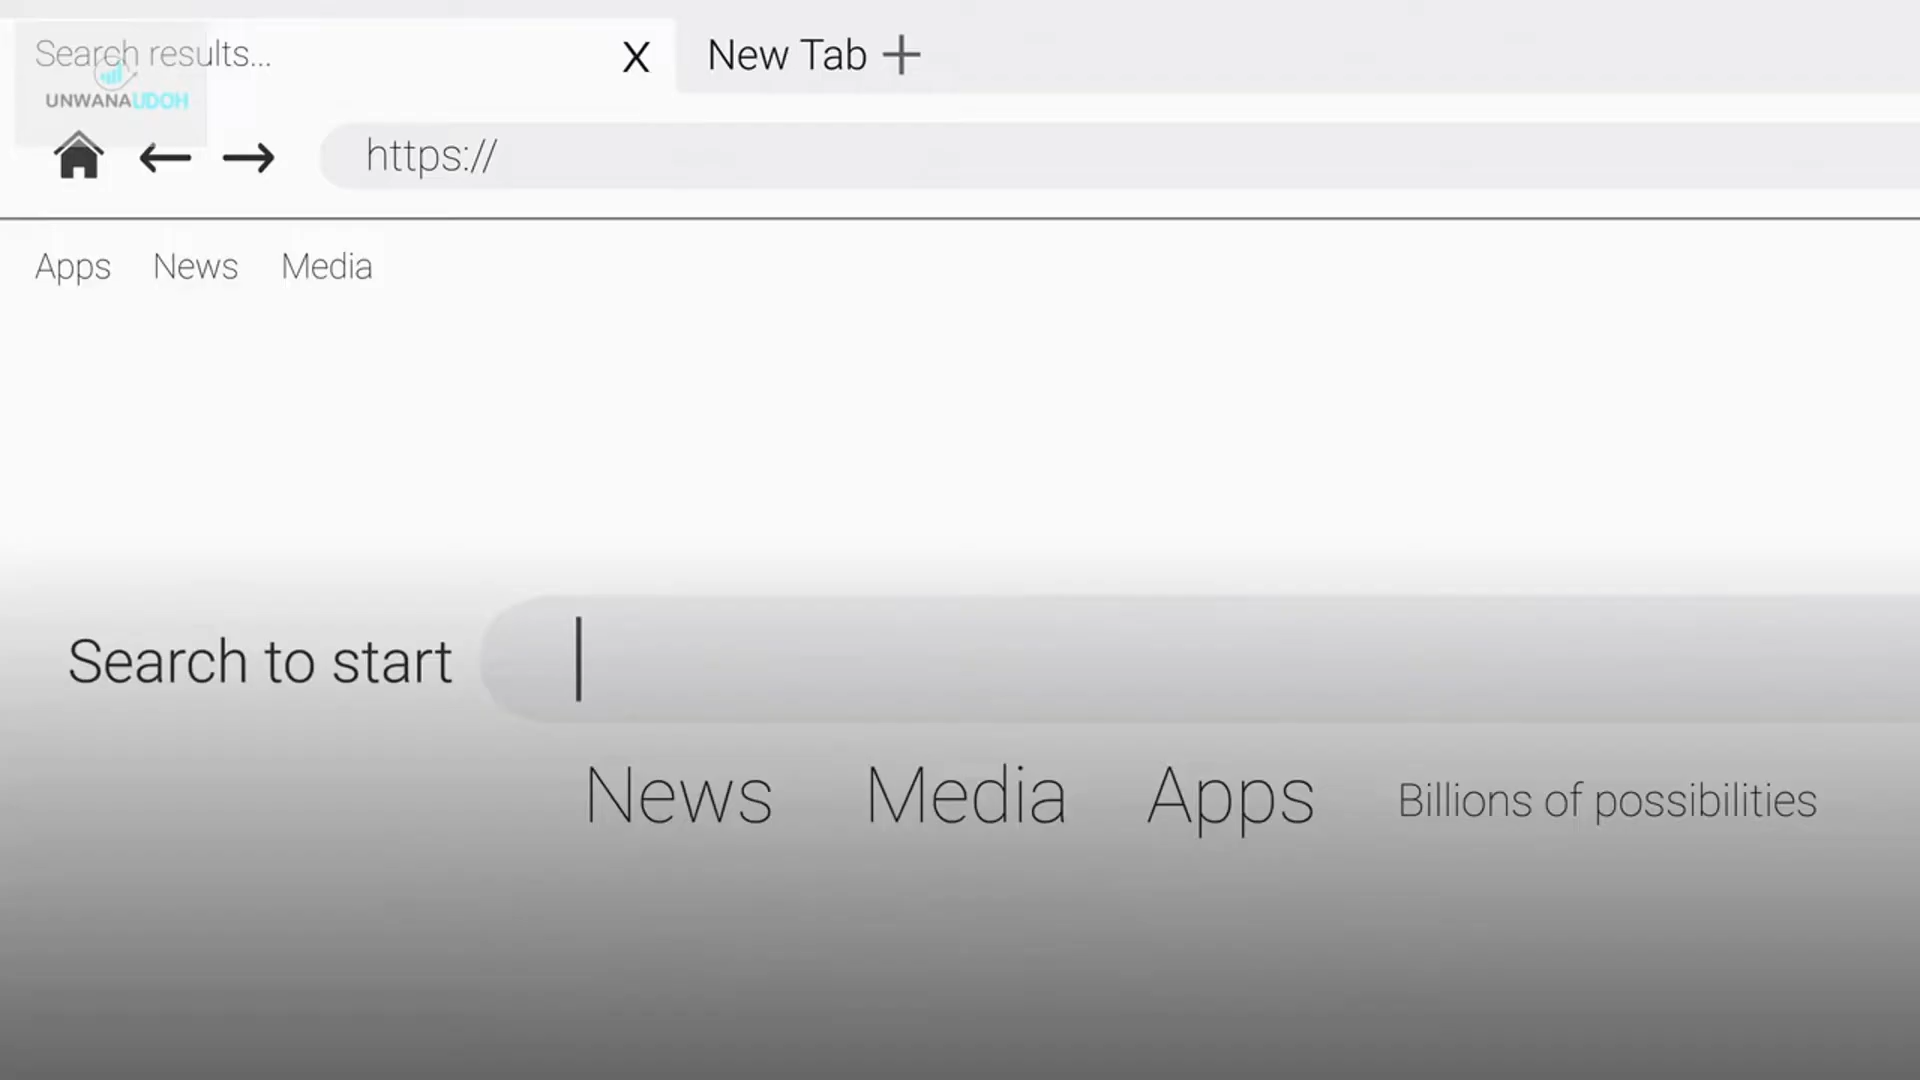 Search results...
X
New Tab +
UNWANAUDOH
https://
Apps News Media
Search to start
News Media Apps Billions of possibilities